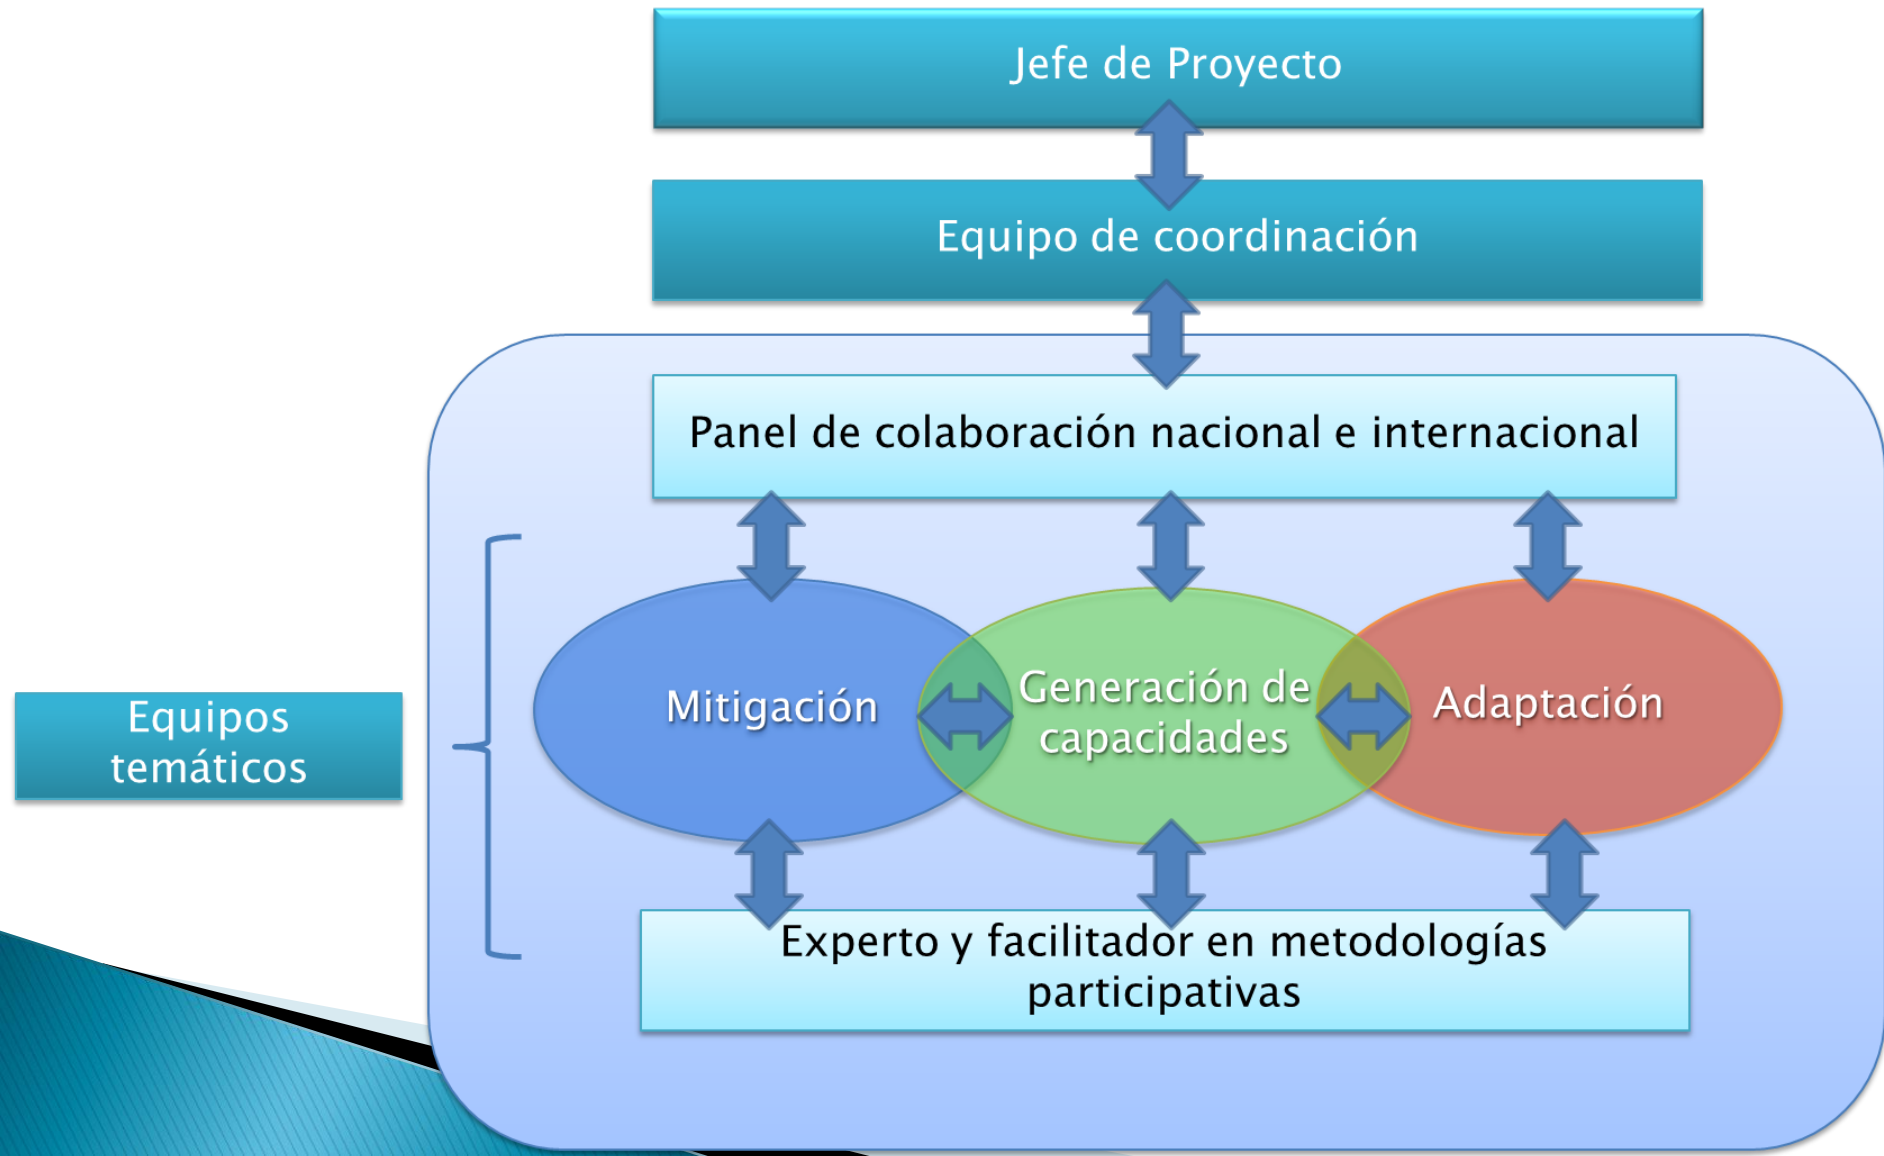 Jefe de Proyecto
Equipo de coordinación
Panel de colaboración nacional e internacional
Equipos
temáticos
Mitigación
Generación de
capacidades
Adaptación
Experto y facilitador en metodologías
participativas